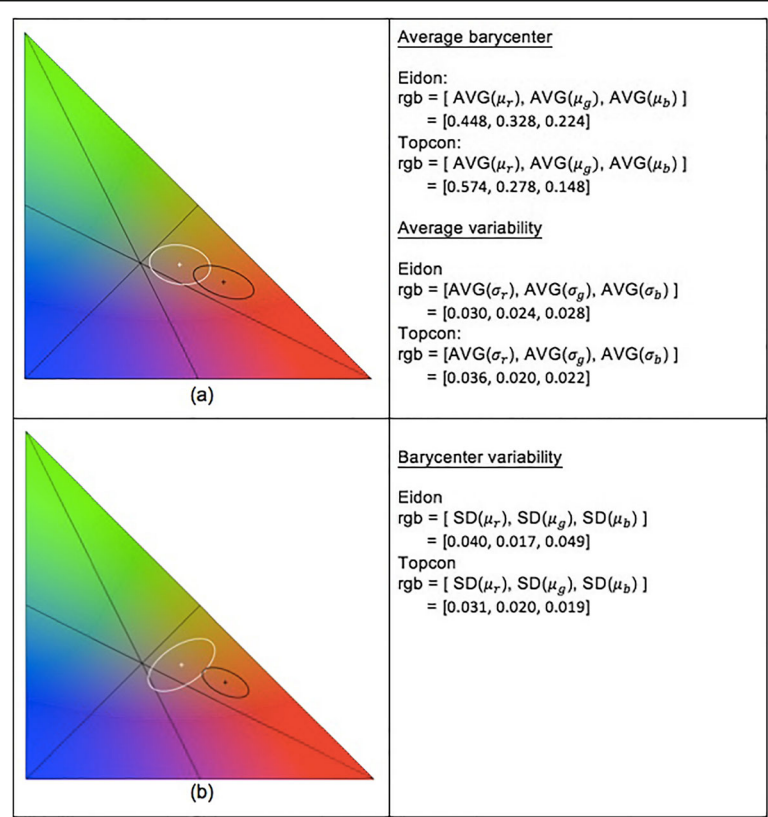 Average barycenter
Eidon:
rgb = [ AVG(μr), AVG(μg), AVG(μb) ]
= [0.448, 0.328, 0.224]
Topcon:
rgb = [ AVG(μr), AVG(μg), AVG(μb) ]
= [0.574, 0.278, 0.148]
Average variability
Eidon
rgb = [AVG(σr), AVG(σg), AVG(σb) ]
= [0.030, 0.024, 0.028]
Topcon:
rgb = [AVG(σr), AVG(σg), AVG(σb) ]
= [0.036, 0.020, 0.022]
(a)
Barycenter variability
Eidon
rgb = [ SD(μr), SD(μg), SD(μb) ]
= [0.040, 0.017, 0.049]
Topcon
rgb = [ SD(μr), SD(μg), SD(μb) ]
= [0.031, 0.020, 0.019]
(b)